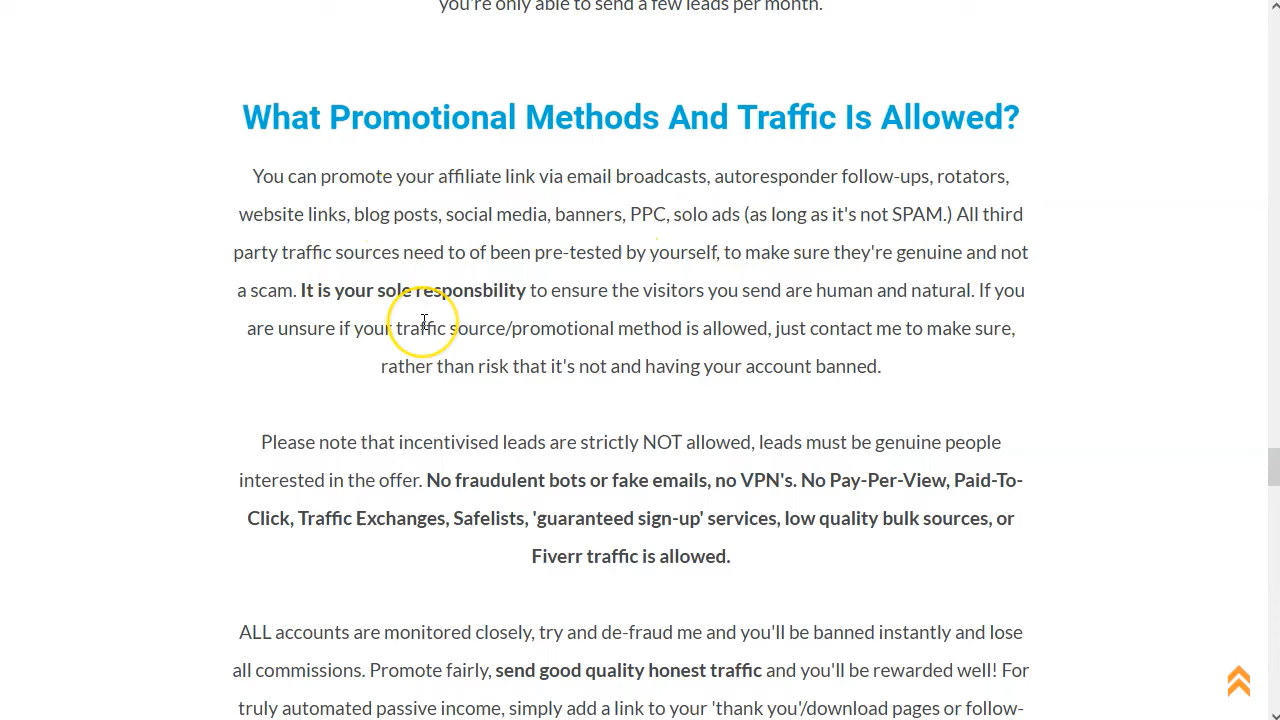 you're only able to send a few leads per month.
What Promotional Methods And Traffic Is Allowed?
You can promote your affiliate link via email broadcasts, autoresponder follow-ups, rotators,
website links, blog posts, social media, banners, PPC, solo ads (as long as it's not SPAM.) All third
party traffic sources need to of been pre-tested by yourself, to make sure they're genuine and not
a scam. It is your sole responsbility to ensure the visitors you send are human and natural. If you
are unsure if your traffic source/promotional method is allowed, just contact me to make sure,
rather than risk that it's not and having your account banned.
Please note that incentivised leads are strictly NOT allowed, leads must be genuine people
interested in the offer. No fraudulent bots or fake emails, no VPN's. No Pay-Per-View, Paid-To-
Click, Traffic Exchanges, Safelists, 'guaranteed sign-up' services, low quality bulk sources, or
Fiverr traffic is allowed.
ALL accounts are monitored closely, try and de-fraud me and you'll be banned instantly and lose
all commissions. Promote fairly, send good quality honest traffic and you'll be rewarded well! For
truly automated passive income, simply add a link to your 'thank you'/download pages or follow-